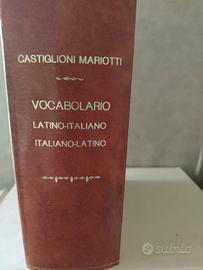 CASTIGLIONI MARIOTTI
VOCABOLARIO
LATINO-ITALIANO
ITALIANO-LATINO
subito